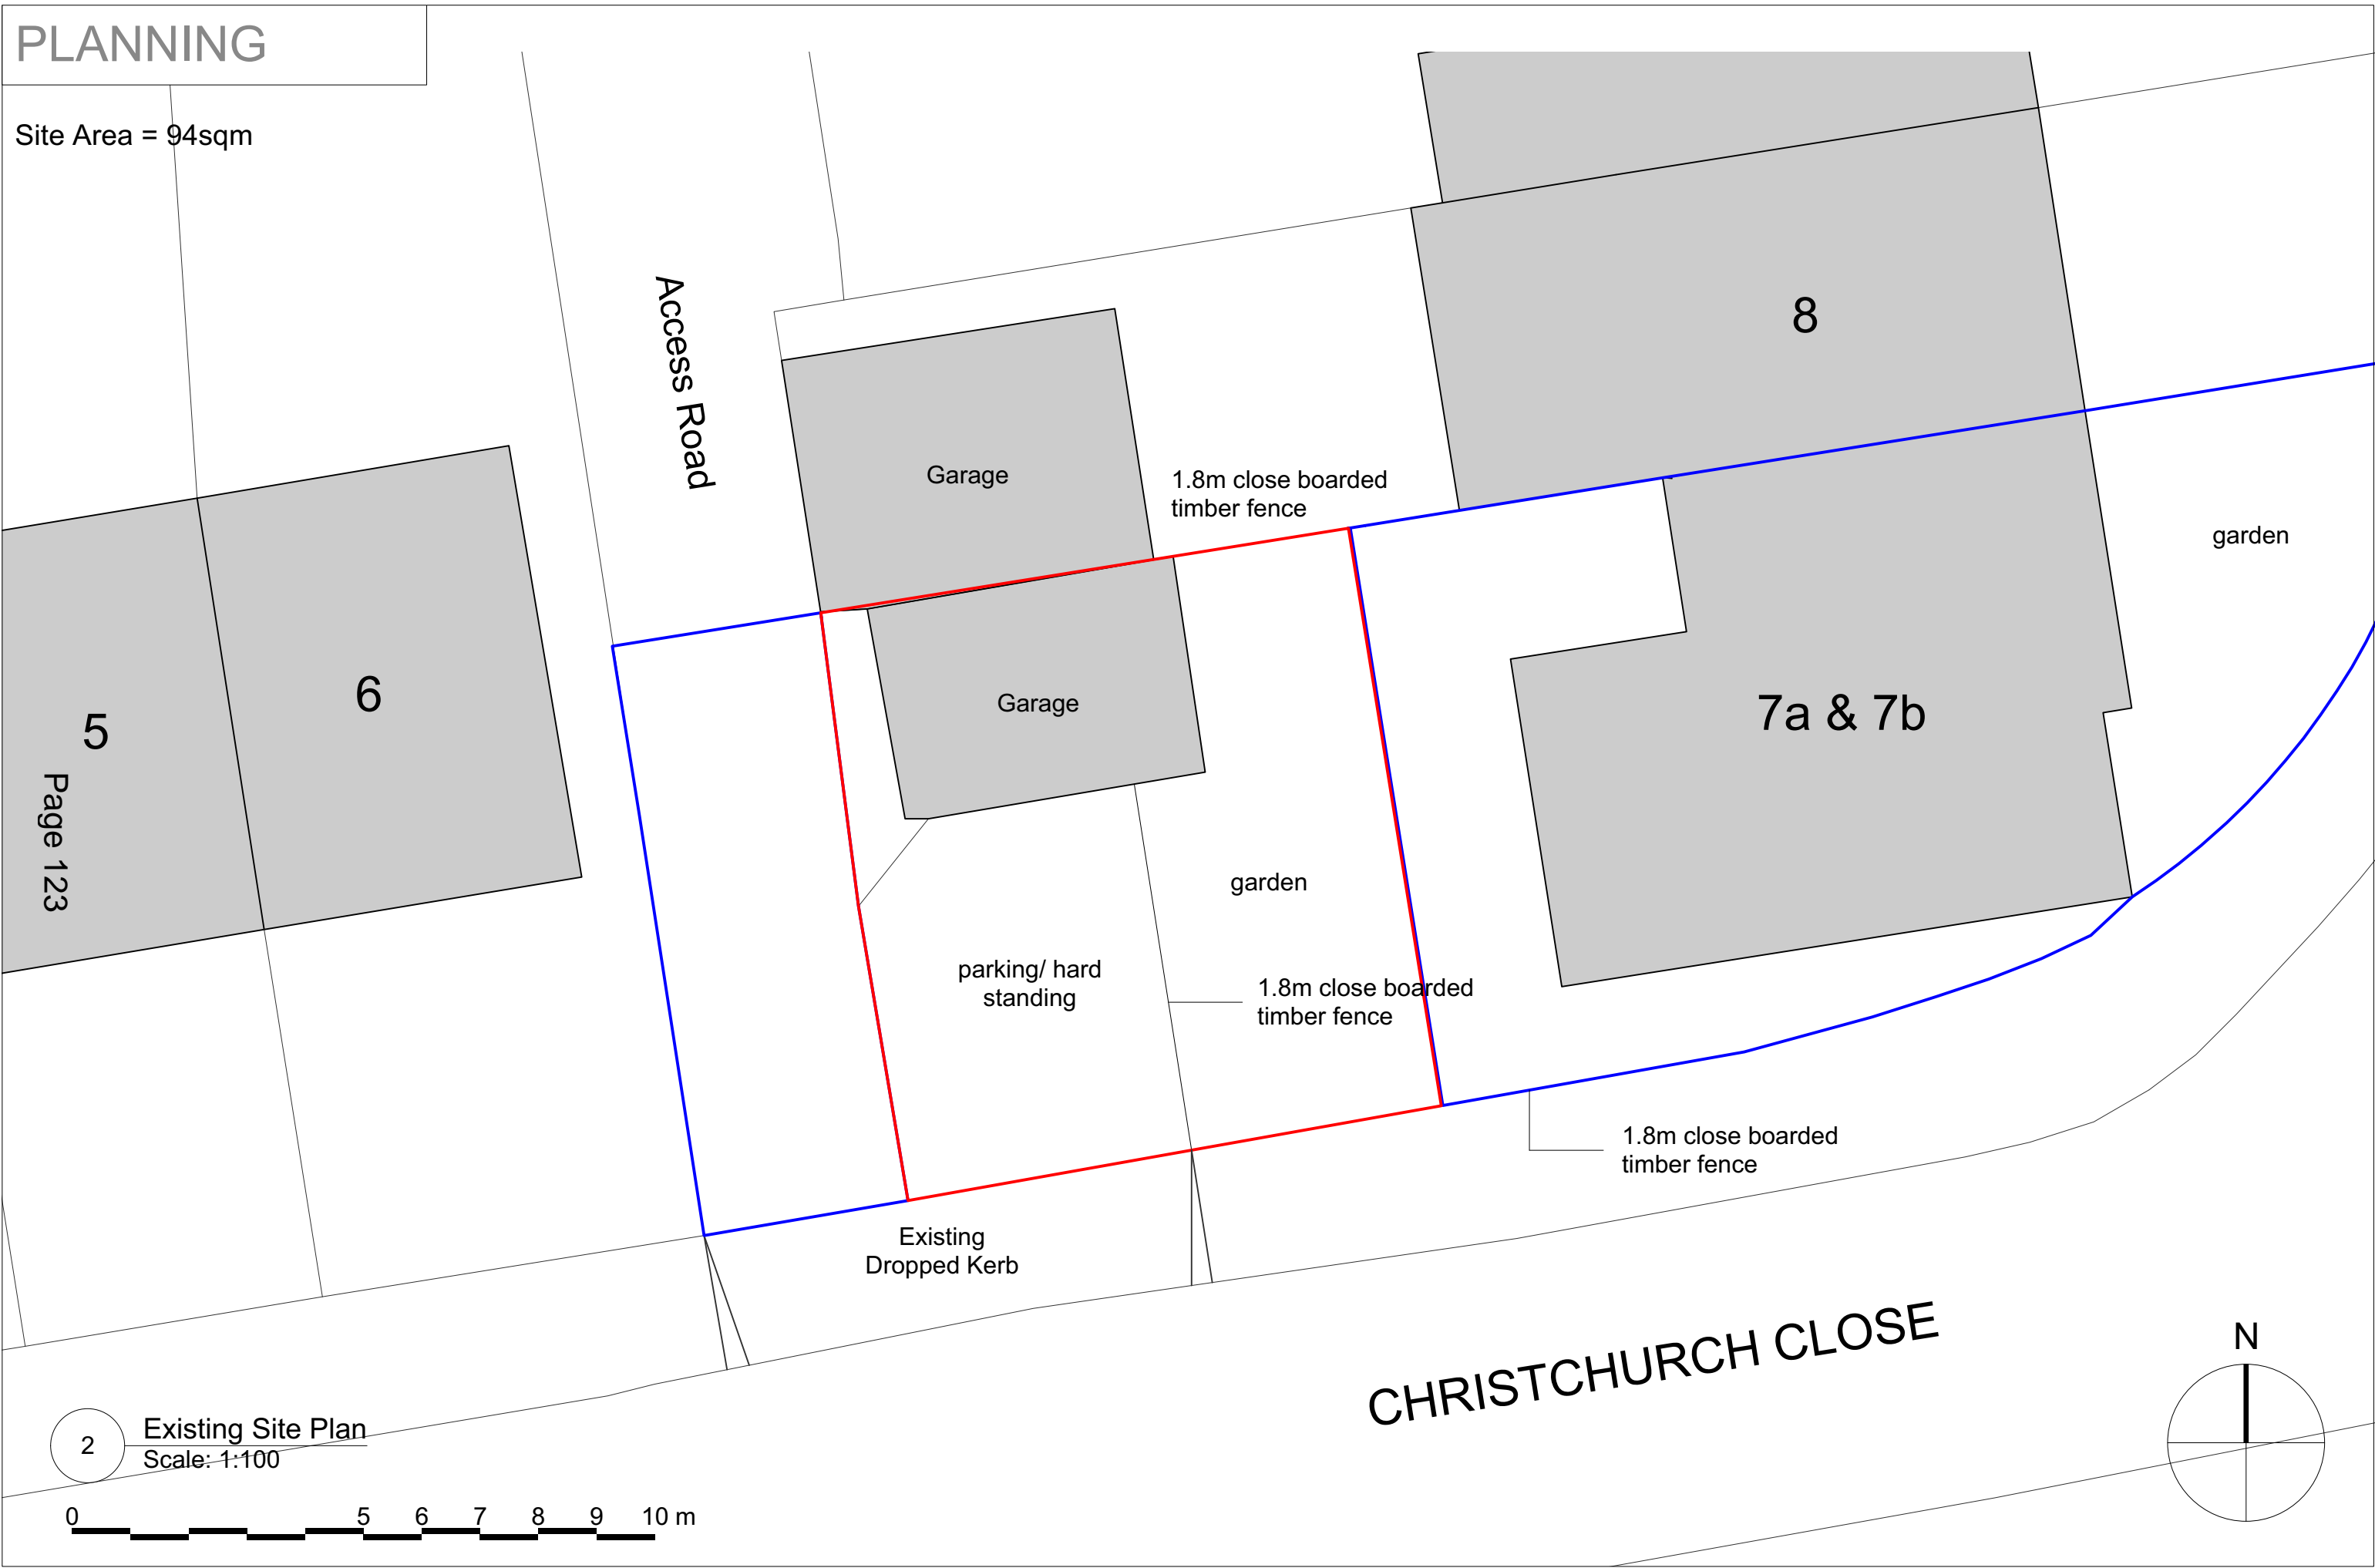 PLANNING
Site Area = 94sqm
Access Road
8
Garage
1.8m close boarded
timber fence
garden
6
5
Garage
7a & 7b
Page 123
garden
parking/ hard
standing
1.8m close boarded
timber fence
1.8m close boarded
timber fence
Existing
Dropped Kerb
CHRISTCHURCH CLOSE
N
2
Existing Site Plan
Scale: 1:100
0 5 6 7 8 9 10 m